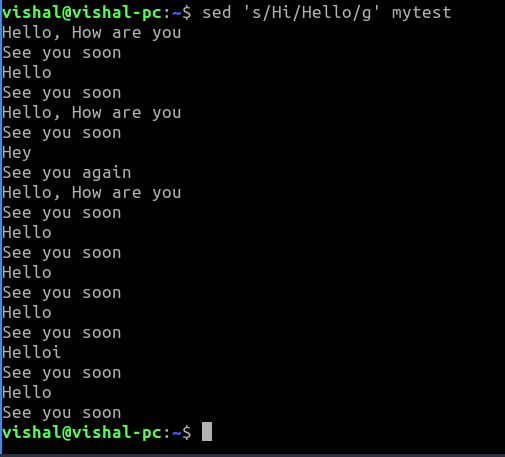 vishal@vishal-pc:~$ sed 's/Hi/Hello/g' mytest
Hello, How are you
See you soon
Hello
See you soon
Hello, How are you
See you soon
Hey
See you again
Hello, How are you
See you soon
Hello
See you soon
Hello
See you soon
Hello
See you soon
Helloi
See you soon
Hello
See you soon
vishal@vishal-pc:~$